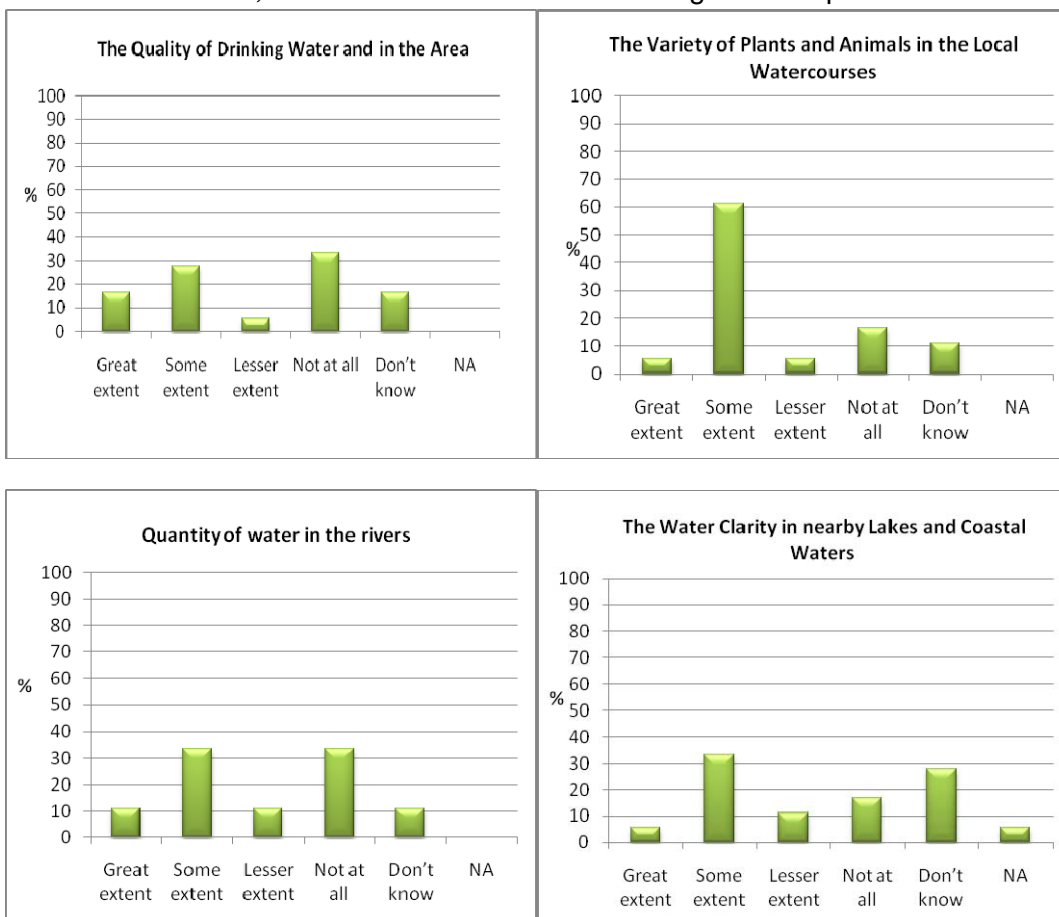 The Quality of Drinking Water and in the Area
100
90
80
70
% 60
50
40
30
20
10
0
Great extent
Some extent
Lesser extent
Not at all
Don't know
NA
The Variety of Plants and Animals in the Local
Watercourses
100
90
80
70
60
50
%
40
30
20
10
0
Great extent
Some extent
Lesser extent
Not at all
Don't know
NA
Quantity of water in the rivers
100
90
80
70
60
%
50
40
30
20
10
0
Great extent
Some extent
Lesser extent
Not at all
Don't know
NA
The Water Clarity in nearby Lakes and Coastal
Waters
100
90
80
70
60
%
50
40
30
20
10
0
Great extent
Some extent
Lesser extent
Not at all
Don't know
NA